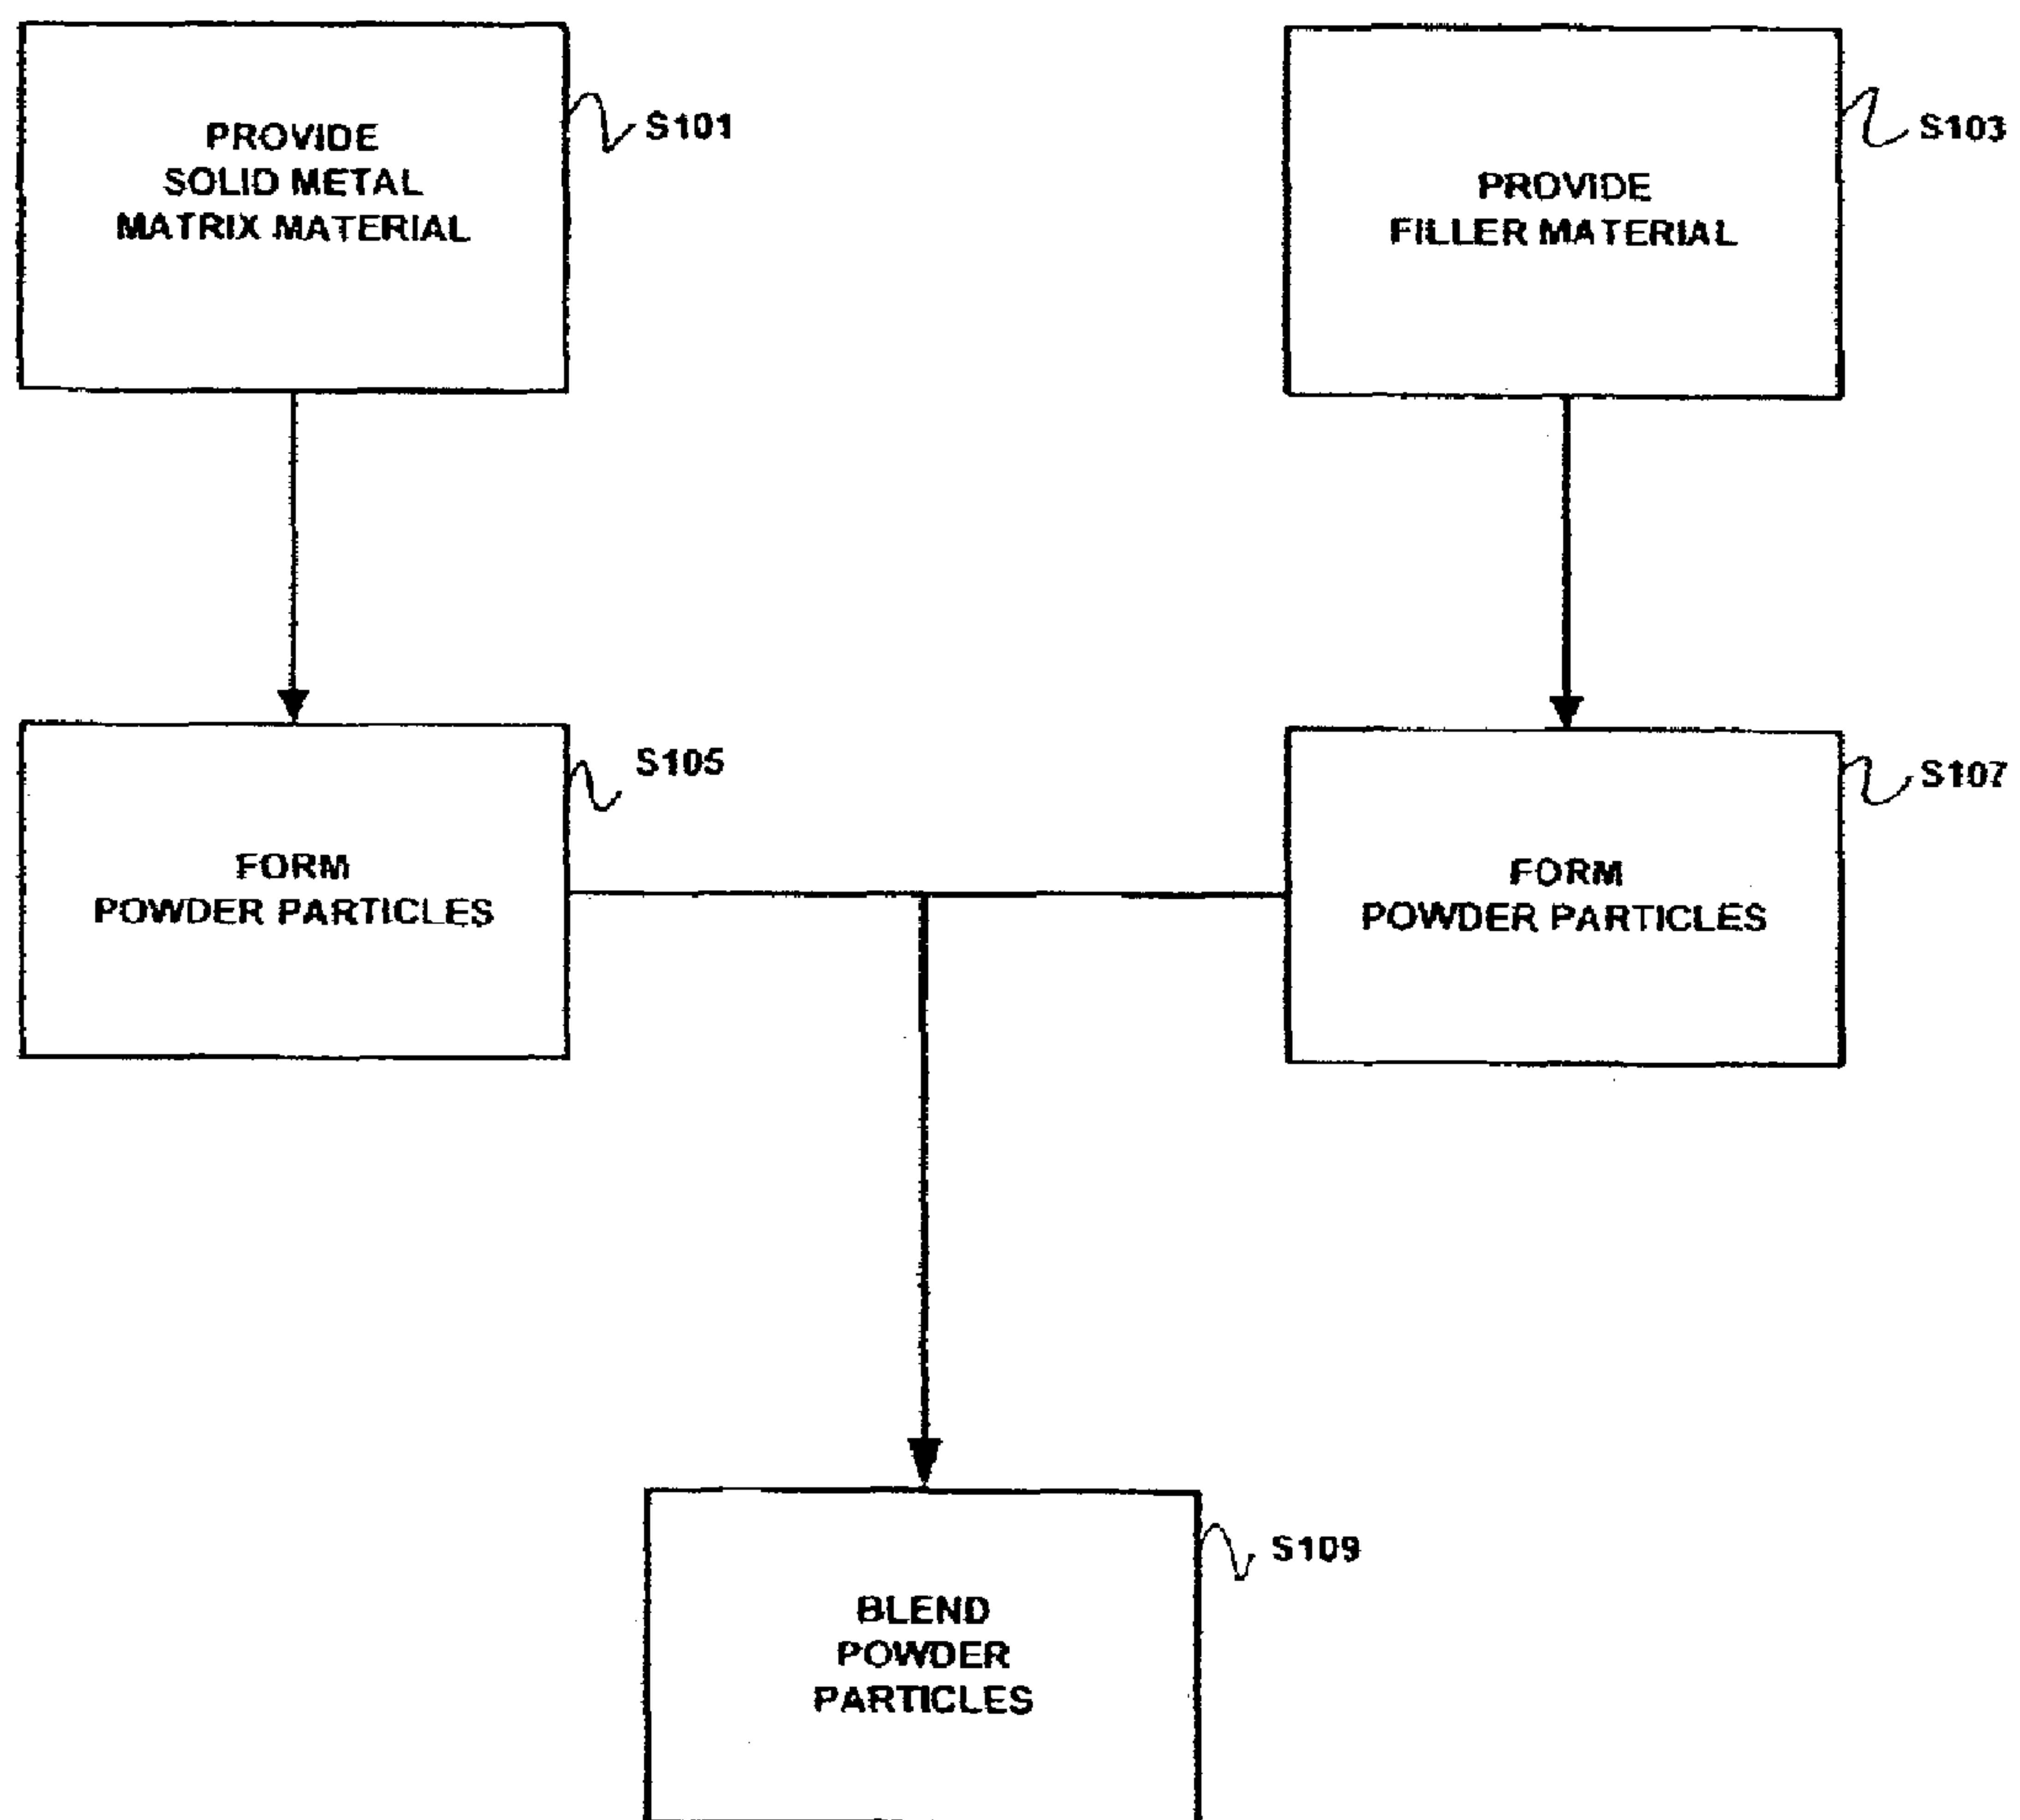 PROVIDE
SOLID METAL
MATRIX MATERIAL
S101
PROVIDE
FILLER MATERIAL
S103
FORM
POWDER PARTICLES
S105
FORM
POWDER PARTICLES
S107
BLEND
POWDER
PARTICLES
S109